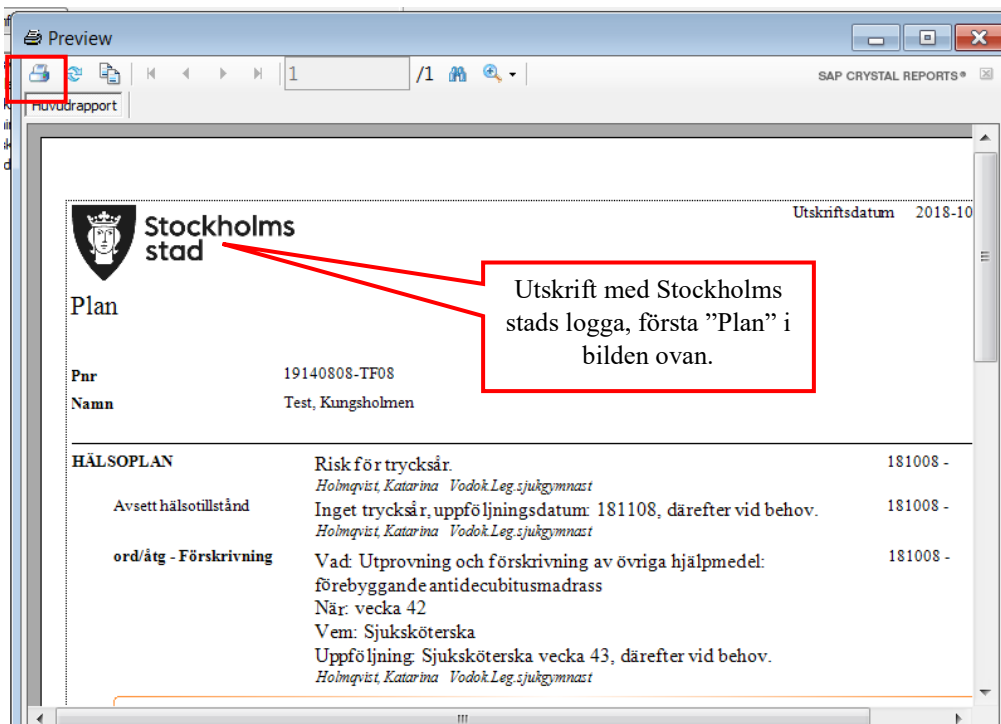 Preview
1 /1 SAP CRYSTAL REPORTS®
Huvudrapport
Stockholms
stad
Utskriftsdatum 2018-10
Utskrift med Stockholms
stads logga, första ”Plan” i
bilden ovan.
Plan
Pnr 19140808-TF08
Namn Test, Kungsholmen
HÄLSOPLAN Risk för trycksår. 181008 -
Holmqvist, Katarina Vodok.Leg.sjukgymnast
Avsett hälsotillstånd Inget trycksår, uppföljningsdatum: 181108, därefter vid behov. 181008 -
Holmqvist, Katarina Vodok.Leg.sjukgymnast
ord/åtg - Förskrivning Vad: Utprovning och förskrivning av övriga hjälpmedel: 181008 -
förebyggande antidecubitusmadrass
När: vecka 42
Vem: Sjuksköterska
Uppföljning: Sjuksköterska vecka 43, därefter vid behov.
Holmqvist, Katarina Vodok.Leg.sjukgymnast